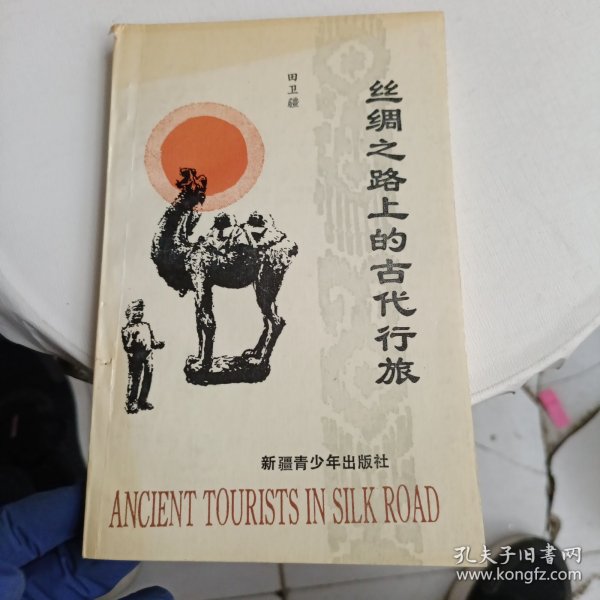 丝绸之路上的古代行旅
田卫疆
新疆青少年出版社
ANCIENT TOURISTS IN SILK ROAD
孔夫子旧书网
www.kongfz.com